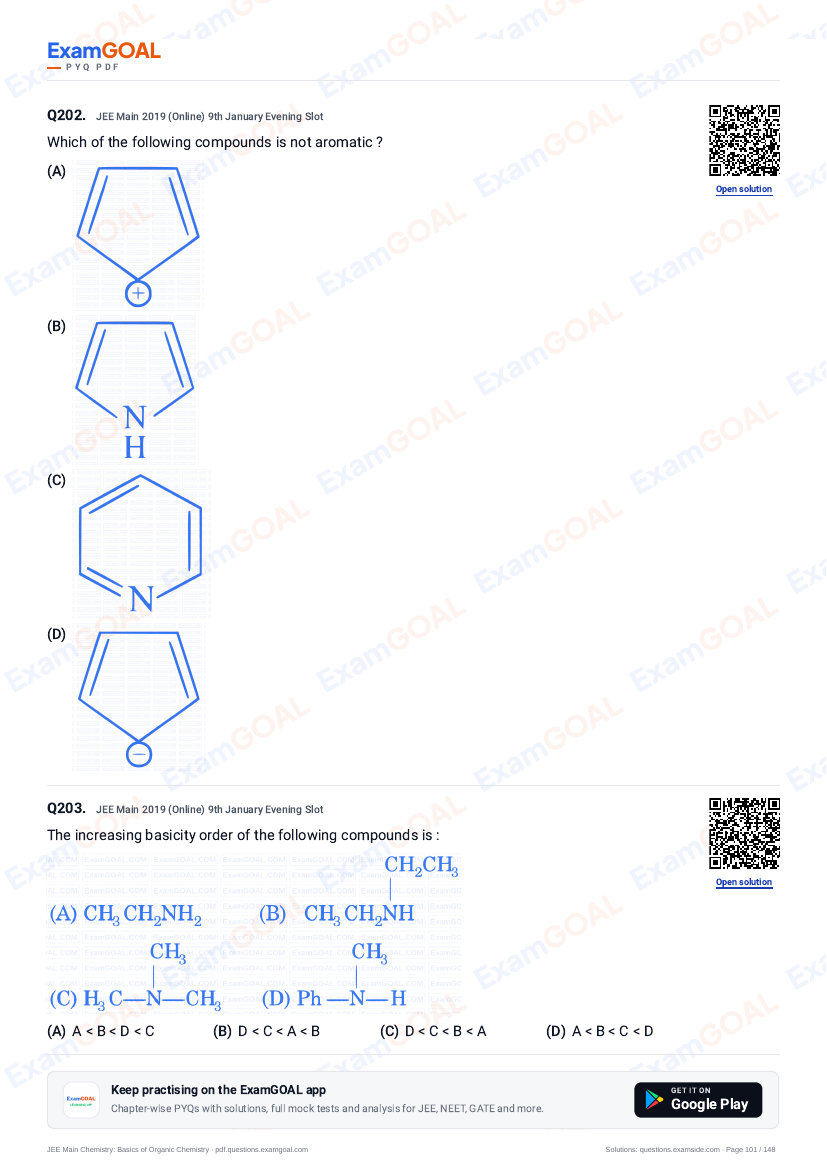 ExamGOAL
PYQ PDF
Q202. JEE Main 2019 (Online) 9th January Evening Slot
Which of the following compounds is not aromatic ?
Open solution
(A)
+
(B)
N
H
(C)
N
(D)
−
Q203. JEE Main 2019 (Online) 9th January Evening Slot
The increasing basicity order of the following compounds is :
Open solution
CH₂CH₃
|
(A) CH₃ CH₂NH₂ (B) CH₃ CH₂NH
CH₃ CH₃
| |
(C) H₃C—N—CH₃ (D) Ph —N—H
(A) A < B < D < C (B) D < C < A < B (C) D < C < B < A (D) A < B < C < D
ExamGOAL
Keep practising on the ExamGOAL app
Chapter-wise PYQs with solutions, full mock tests and analysis for JEE, NEET, GATE and more.
GET IT ON
Google Play
JEE Main Chemistry: Basics of Organic Chemistry · pdf.questions.examgoal.com Solutions: questions.examside.com · Page 101 / 148